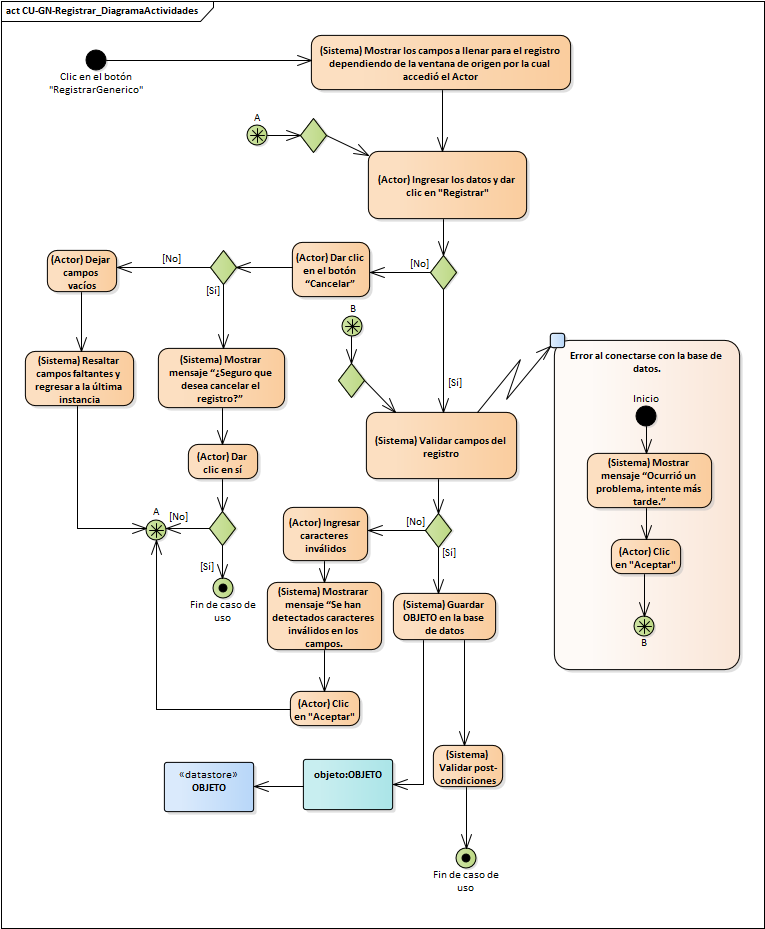 act CU-GN-Registrar_DiagramaActividades
Clic en el botón
"RegistrarGenerico"
(Sistema) Mostrar los campos a llenar para el registro
dependiendo de la ventana de origen por la cual
accedió el Actor
A
(Actor) Ingresar los datos y dar
clic en "Registrar"
[No]
(Actor) Dar clic
en el botón
“Cancelar”
[No]
(Actor) Dejar
campos
vacíos
[Sí]
B
(Sistema) Resaltar
campos faltantes y
regresar a la última
instancia
(Sistema) Mostrar
mensaje “¿Seguro que
desea cancelar el
registro?”
[Sí]
(Sistema) Validar campos del
registro
Error al conectarse con la base de
datos.
Inicio
(Sistema) Mostrar
mensaje “Ocurrió un
problema, intente más
tarde.”
(Actor) Clic
en "Aceptar"
B
(Actor) Dar
clic en sí
A
[No]
[Sí]
Fin de caso de
uso
[No]
[Sí]
(Actor) Ingresar
caracteres
inválidos
(Sistema) Mostrarar
mensaje “Se han
detectados caracteres
inválidos en los
campos.
(Sistema) Guardar
OBJETO en la base
de datos
(Actor) Clic
en "Aceptar"
(Sistema)
Validar post-
condiciones
objeto:OBJETO
«datastore»
OBJETO
Fin de caso de
uso